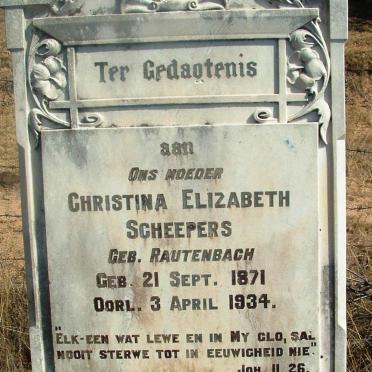 Ter Gedagtenis
aan
Ons moeder
Christina Elizabeth
Scheepers
Geb. Rautenbach
Geb. 21 Sept. 1871
Oorl. 3 April 1934.
"Elk-een wat lewe en in My glo, sal
nooit sterwe tot in eeuwigheid nie."
Joh. 11. 26.